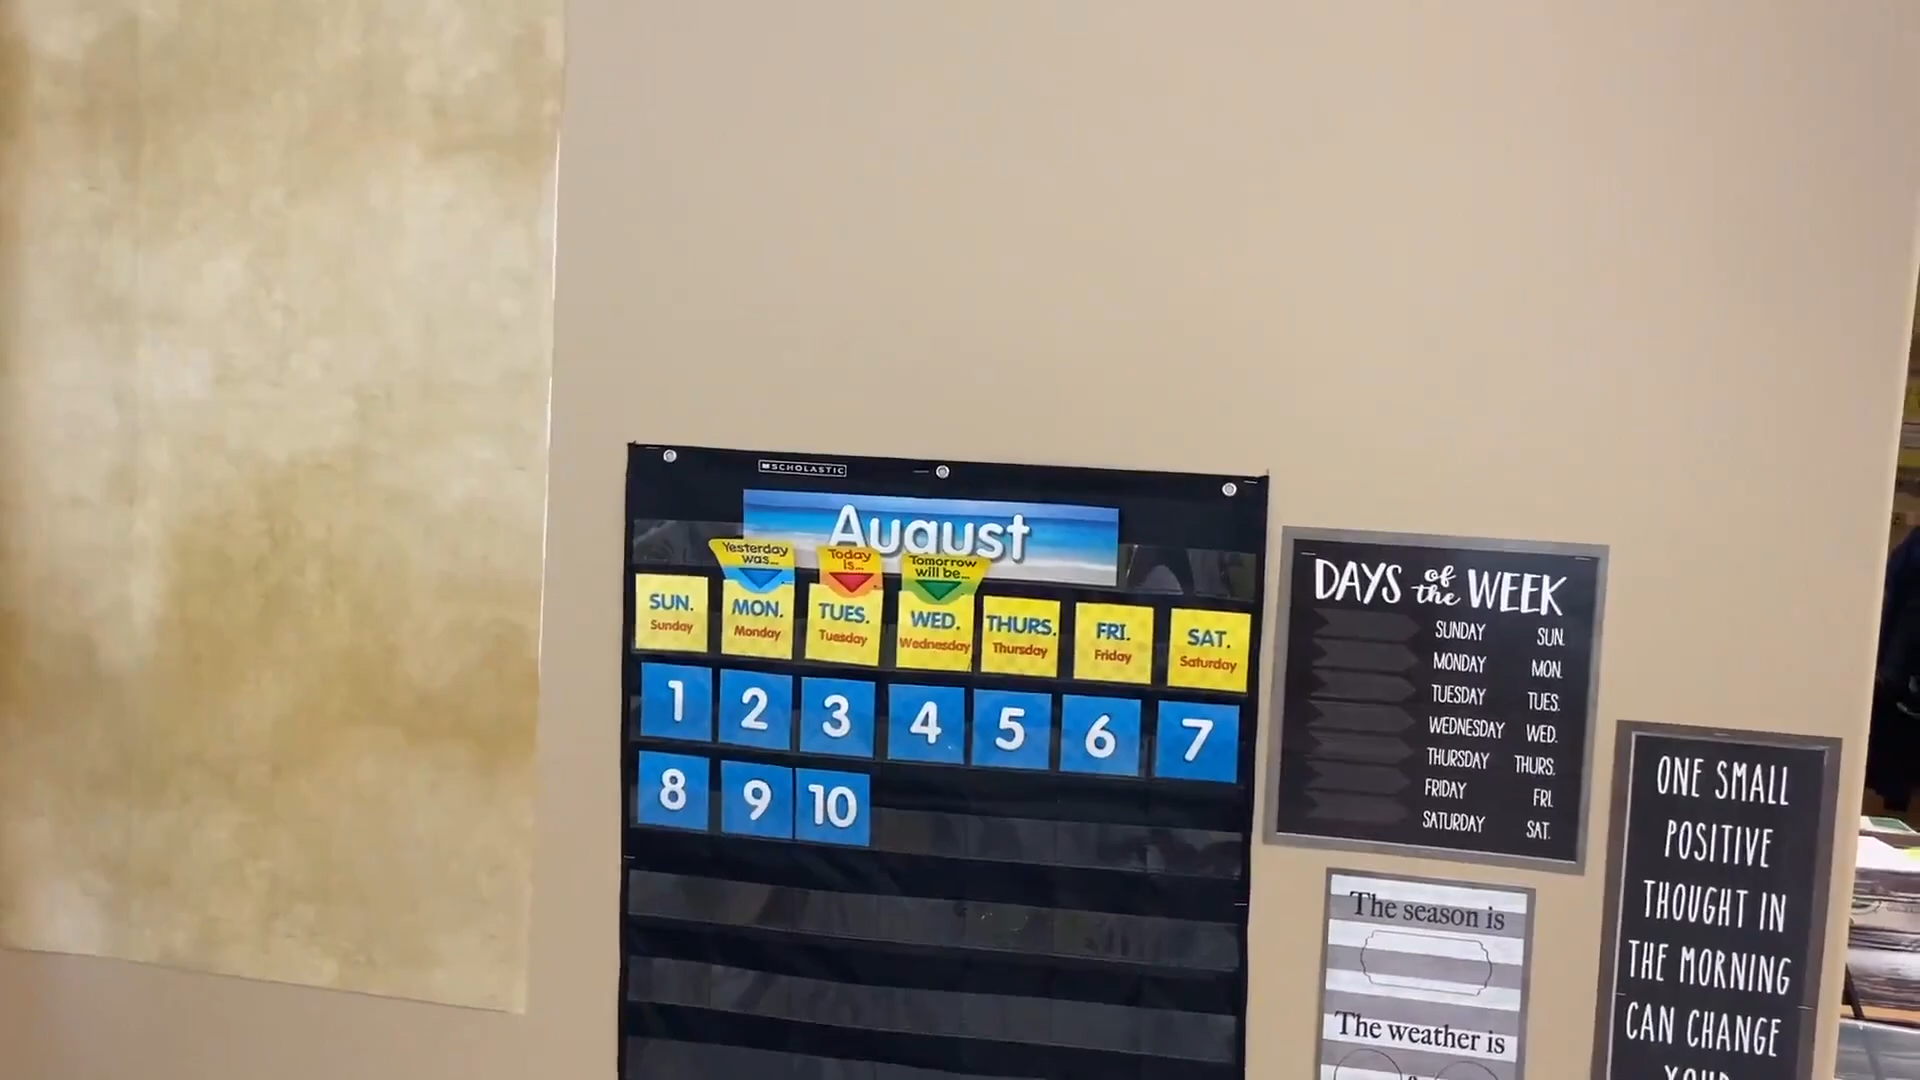 SCHOLASTIC
August
Yesterday was...
Today is...
Tomorrow will be...
SUN. MON. TUES. WED. THURS. FRI. SAT.
Sunday Monday Tuesday Wednesday Thursday Friday Saturday
1 2 3 4 5 6 7
8 9 10
DAYS of the WEEK
SUNDAY SUN.
MONDAY MON.
TUESDAY TUES.
WEDNESDAY WED.
THURSDAY THURS.
FRIDAY FRI.
SATURDAY SAT.
The season is
The weather is
ONE SMALL
POSITIVE
THOUGHT IN
THE MORNING
CAN CHANGE
YOUR